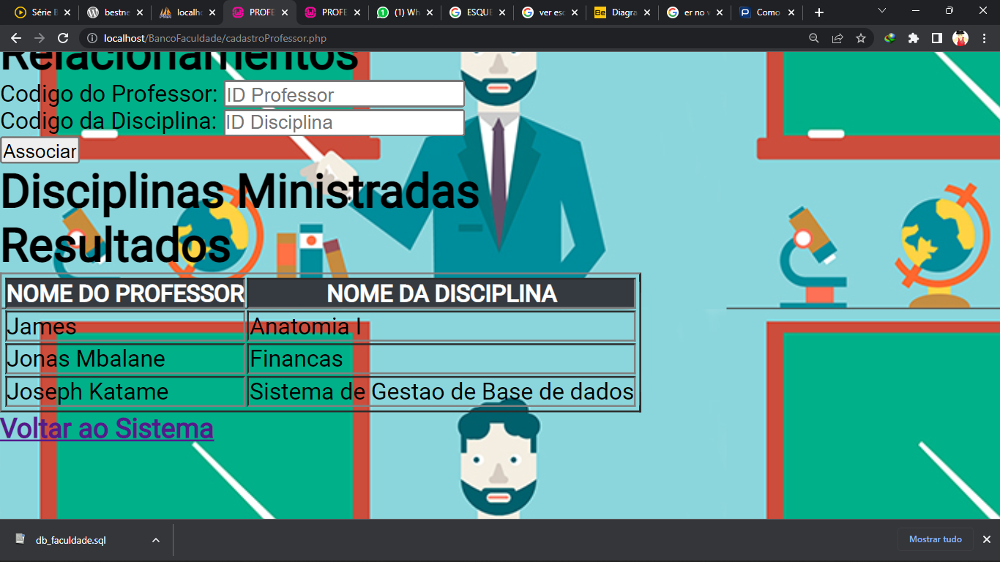 Série B
bestne
localho
PROFE
PROFE
(1) Wh
ESQUE
ver esc
Diagra
er no v
Como
localhost/BancoFaculdade/cadastroProfessor.php
Relacionamentos
Codigo do Professor: ID Professor
Codigo da Disciplina: ID Disciplina
Associar
Disciplinas Ministradas
Resultados
NOME DO PROFESSOR NOME DA DISCIPLINA
James Anatomia I
Jonas Mbalane Financas
Joseph Katame Sistema de Gestao de Base de dados
Voltar ao Sistema
db_faculdade.sql
Mostrar tudo